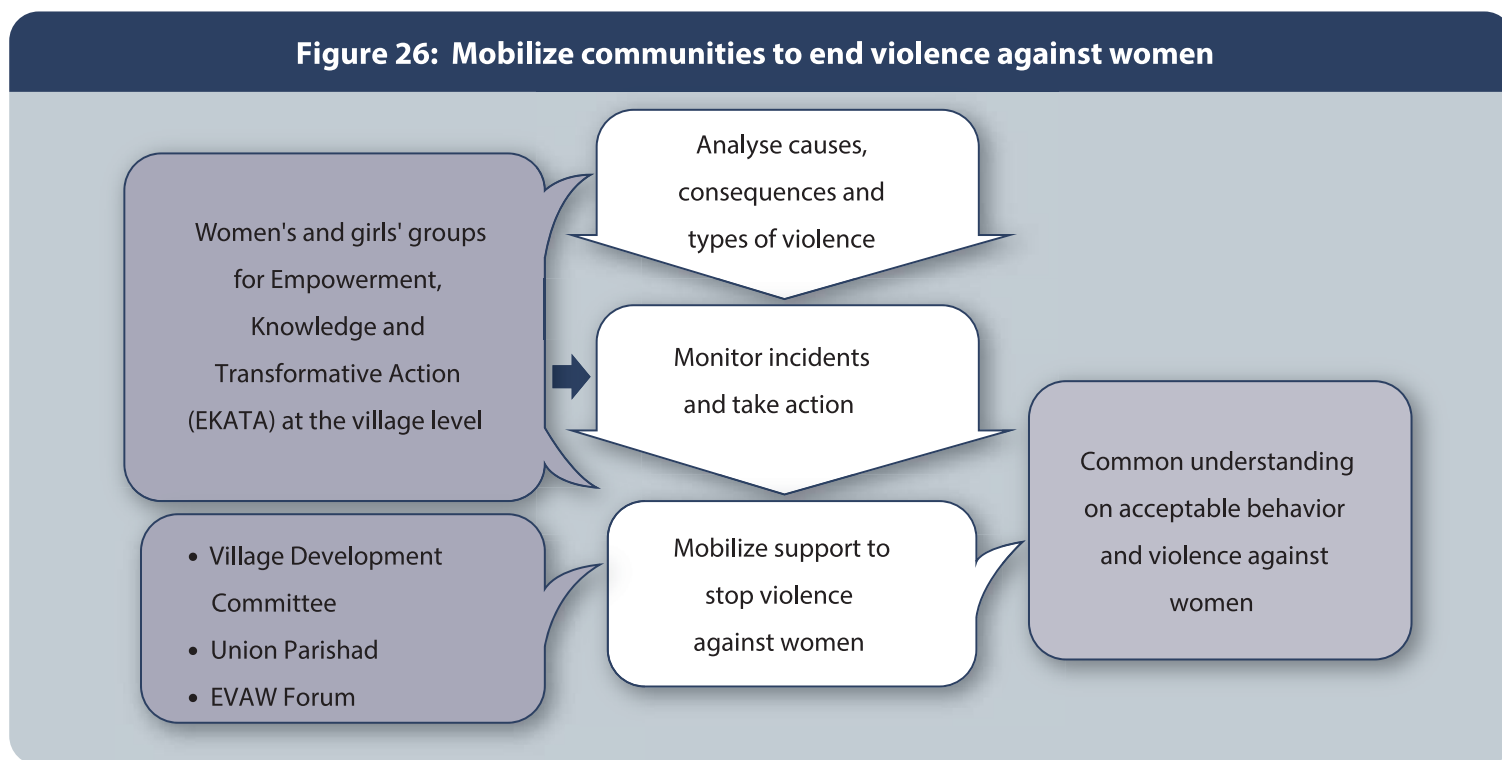 Figure 26: Mobilize communities to end violence against women
Women's and girls' groups
for Empowerment,
Knowledge and
Transformative Action
(EKATA) at the village level
• Village Development
Committee
• Union Parishad
• EVAW Forum
Analyse causes,
consequences and
types of violence
Monitor incidents
and take action
Mobilize support to
stop violence
against women
Common understanding
on acceptable behavior
and violence against
women